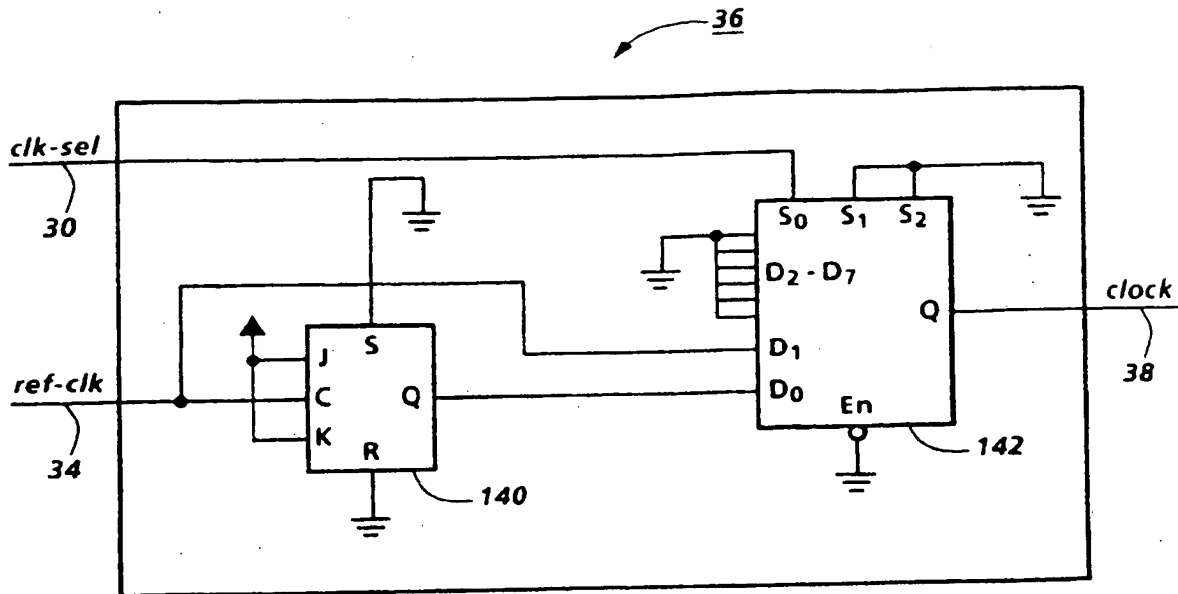 36
clk-sel
30
S0 S1 S2
D2 - D7
clock
38
Q
J S
D1
ref-clk
34
C Q
D0
K R
En
142
140